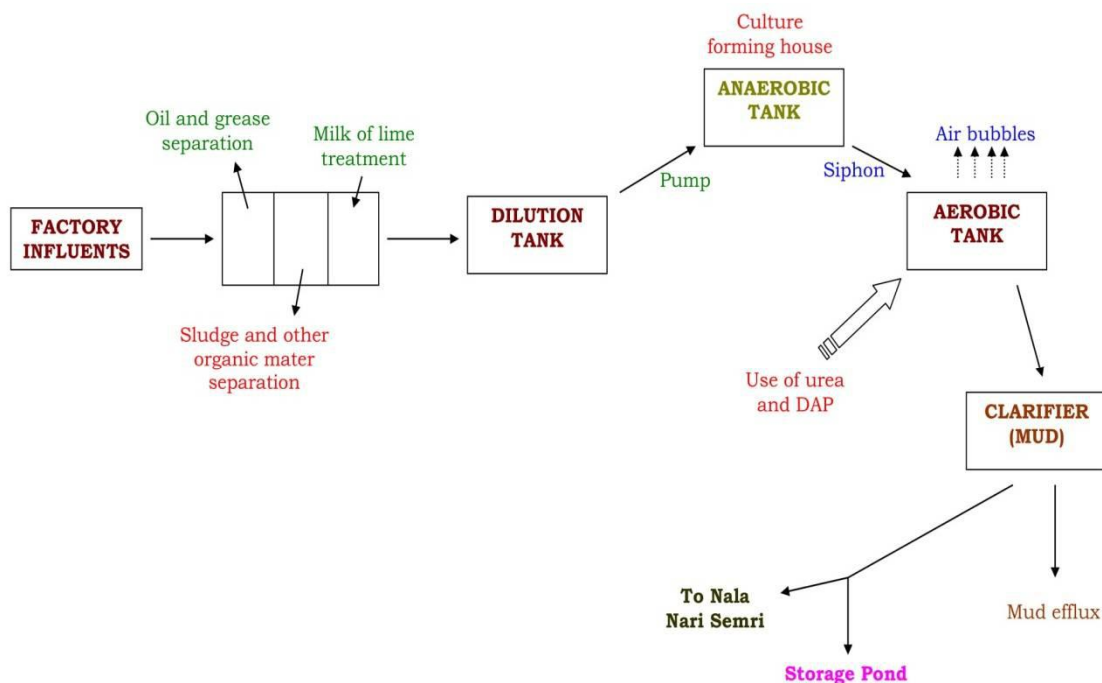 Culture
forming house
ANAEROBIC
TANK
Oil and grease
separation
Milk of lime
treatment
Air bubbles
Pump
Siphon
FACTORY
INFLUENTS
DILUTION
TANK
AEROBIC
TANK
Sludge and other
organic mater
separation
Use of urea
and DAP
CLARIFIER
(MUD)
To Nala
Nari Semri
Mud efflux
Storage Pond